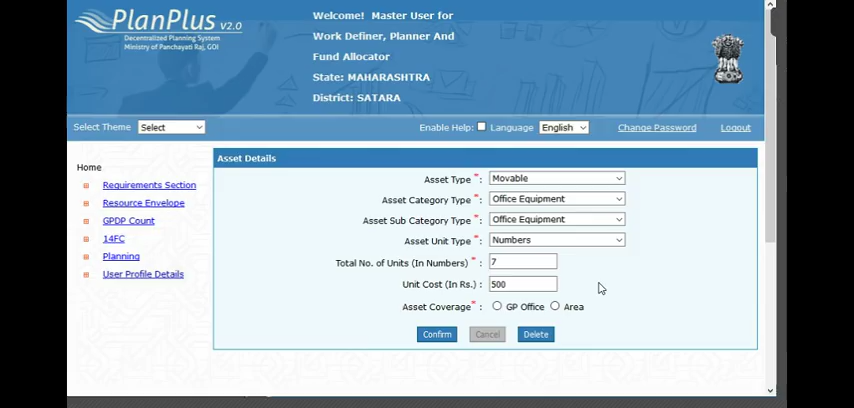 PlanPlus V2.0
Decentralized Planning System
Ministry of Panchayati Raj, GOI
Welcome! Master User for
Work Definer, Planner And
Fund Allocator
State: MAHARASHTRA
District: SATARA
Select Theme Select Enable Help: Language English Change Password Logout
Home
Requirements Section
Resource Envelope
GPDP Count
14FC
Planning
User Profile Details
Asset Details
Asset Type *: Movable
Asset Category Type *: Office Equipment
Asset Sub Category Type *: Office Equipment
Asset Unit Type *: Numbers
Total No. of Units (In Numbers) *: 7
Unit Cost (In Rs.) : 500
Asset Coverage *: GP Office Area
Confirm Cancel Delete